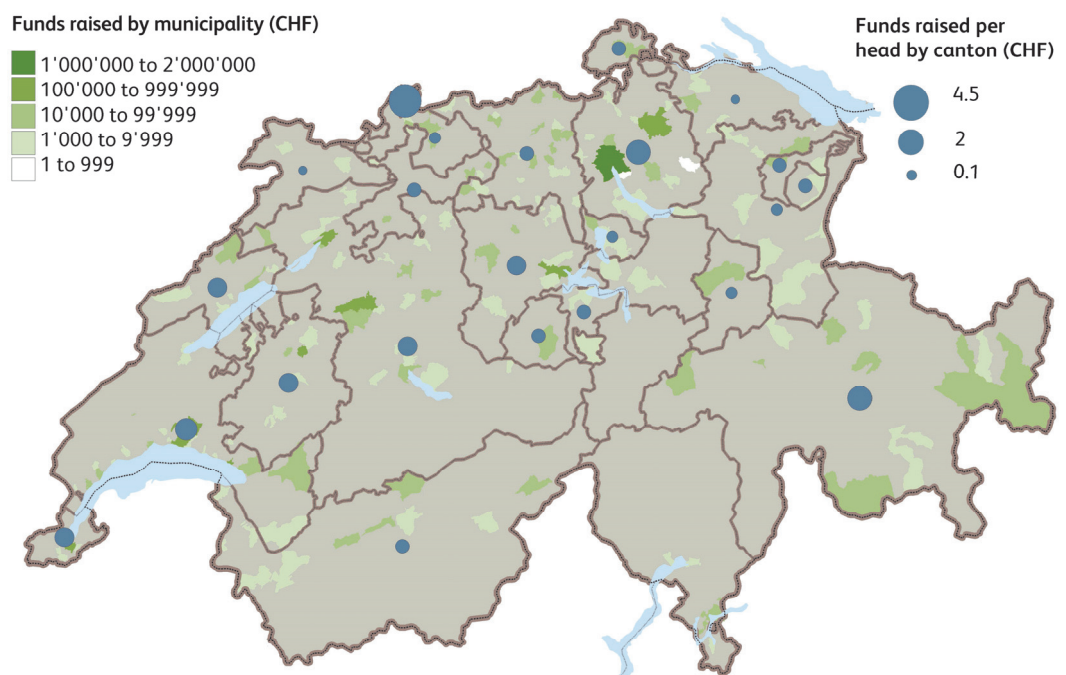 Funds raised by municipality (CHF)
1'000'000 to 2'000'000
100'000 to 999'999
10'000 to 99'999
1'000 to 9'999
1 to 999
Funds raised per
head by canton (CHF)
4.5
2
0.1